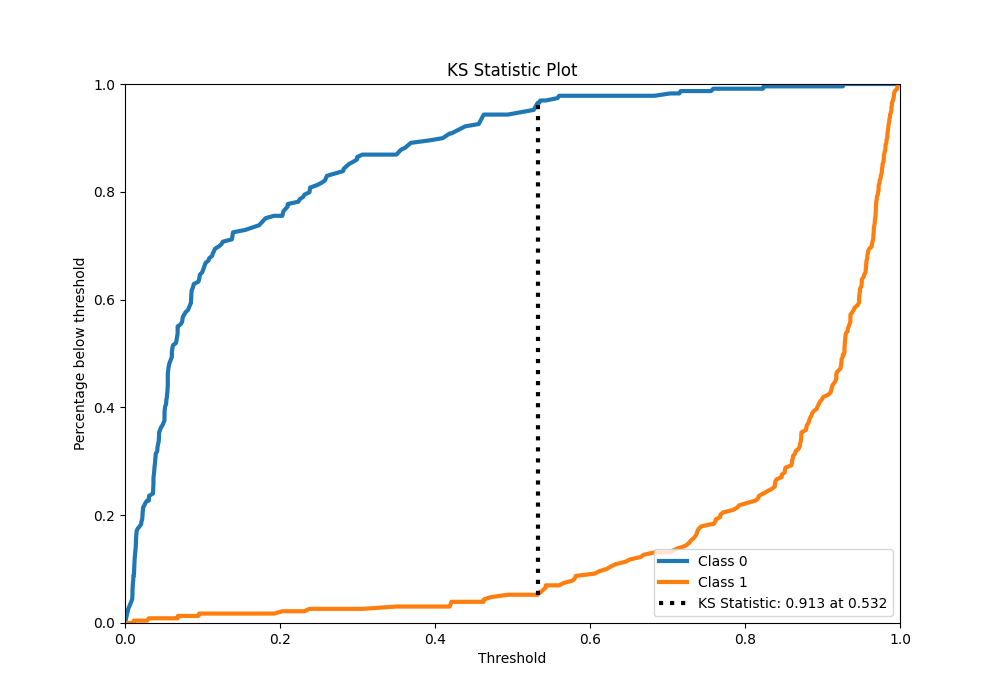 KS Statistic Plot
1.0
0.8
0.6
0.4
0.2
0.0
Percentage below threshold
0.0 0.2 0.4 0.6 0.8 1.0
Threshold
Class 0
Class 1
KS Statistic: 0.913 at 0.532